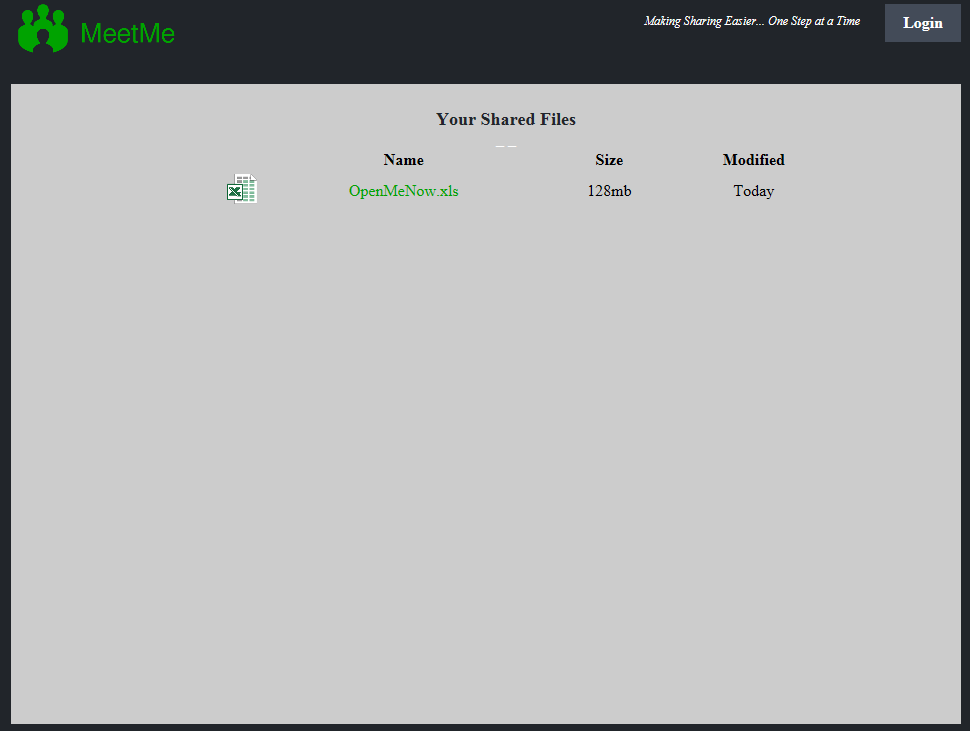 MeetMe
Making Sharing Easier... One Step at a Time
Login
Your Shared Files
Name Size Modified
OpenMeNow.xls 128mb Today